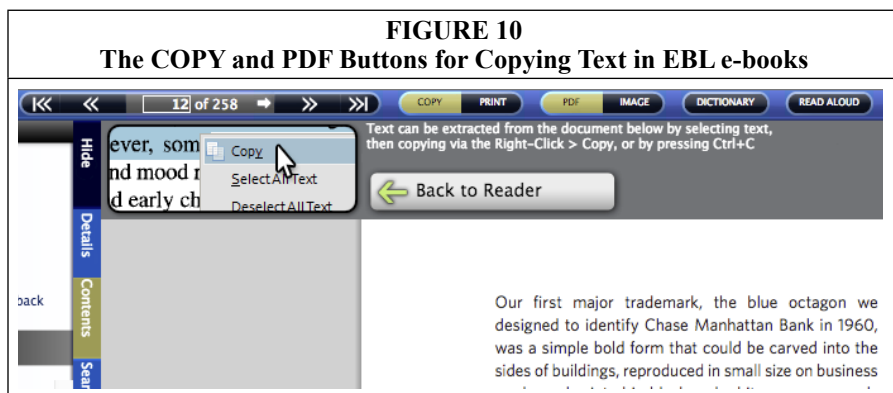 FIGURE 10
The COPY and PDF Buttons for Copying Text in EBL e-books
12 of 258
COPY PRINT PDF IMAGE DICTIONARY READ ALOUD
Hide
Details
Contents
ever, som
nd mood
d early ch
Copy
Select All Text
Deselect All Text
Text can be extracted from the document below by selecting text,
then copying via the Right-Click > Copy, or by pressing Ctrl+C
Back to Reader
Our first major trademark, the blue octagon we
designed to identify Chase Manhattan Bank in 1960,
was a simple bold form that could be carved into the
sides of buildings, reproduced in small size on business